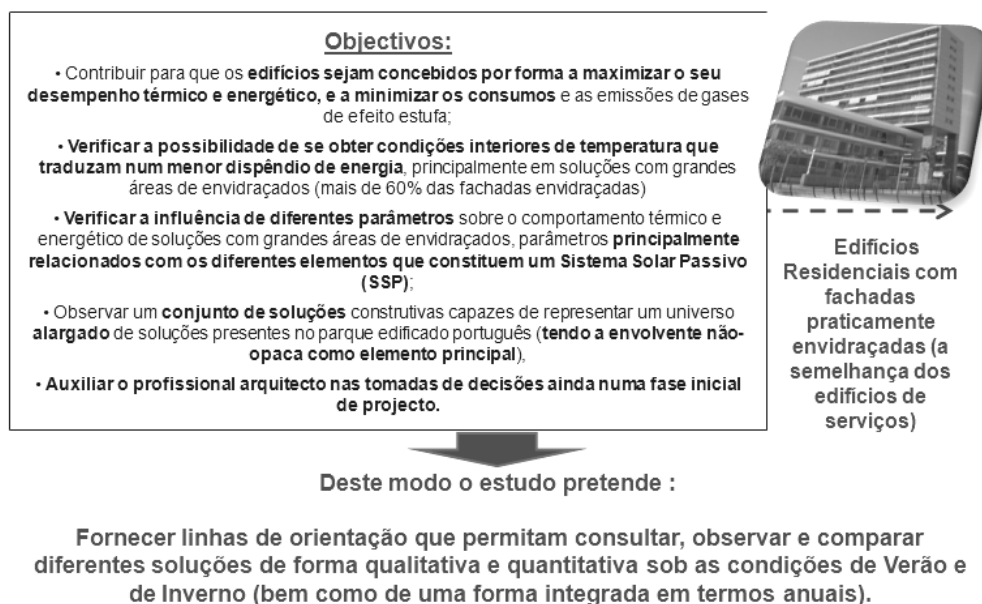 Objectivos:
• Contribuir para que os edifícios sejam concebidos por forma a maximizar o seu
desempenho térmico e energético, e a minimizar os consumos e as emissões de gases
de efeito estufa;
• Verificar a possibilidade de se obter condições interiores de temperatura que
traduzam num menor dispêndio de energia, principalmente em soluções com grandes
áreas de envidraçados (mais de 60% das fachadas envidraçadas)
• Verificar a influência de diferentes parâmetros sobre o comportamento térmico e
energético de soluções com grandes áreas de envidraçados, parâmetros principalmente
relacionados com os diferentes elementos que constituem um Sistema Solar Passivo
(SSP);
• Observar um conjunto de soluções construtivas capazes de representar um universo
alargado de soluções presentes no parque edificado português (tendo a envolvente não-
opaca como elemento principal),
• Auxiliar o profissional arquitecto nas tomadas de decisões ainda numa fase inicial
de projecto.
Edifícios
Residenciais com
fachadas
praticamente
envidraçadas (a
semelhança dos
edifícios de
serviços)
Deste modo o estudo pretende :
Fornecer linhas de orientação que permitam consultar, observar e comparar
diferentes soluções de forma qualitativa e quantitativa sob as condições de Verão e
de Inverno (bem como de uma forma integrada em termos anuais).